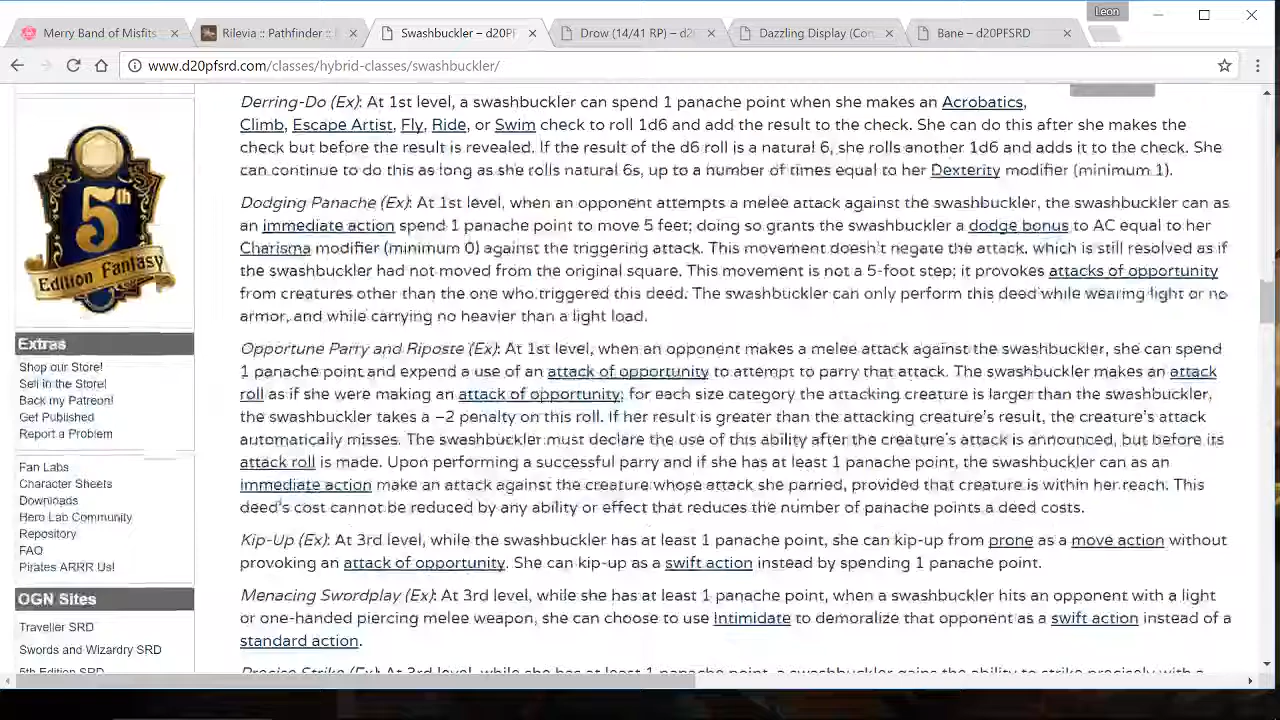 Leon
Merry Band of Misfits
Rilevia :: Pathfinder ::
Swashbuckler – d20PF
Drow (14/41 RP) – d2
Dazzling Display (Con
Bane – d20PFSRD
www.d20pfsrd.com/classes/hybrid-classes/swashbuckler/
5th
Edition Fantasy
Extras
Shop our Store!
Sell in the Store!
Back my Patreon!
Get Published
Report a Problem
Fan Labs
Character Sheets
Downloads
Hero Lab Community
Repository
FAQ
Pirates ARRR Us!
OGN Sites
Traveller SRD
Swords and Wizardry SRD
5th Edition SRD
Derring-Do (Ex): At 1st level, a swashbuckler can spend 1 panache point when she makes an Acrobatics,
Climb, Escape Artist, Fly, Ride, or Swim check to roll 1d6 and add the result to the check. She can do this after she makes the
check but before the result is revealed. If the result of the d6 roll is a natural 6, she rolls another 1d6 and adds it to the check. She
can continue to do this as long as she rolls natural 6s, up to a number of times equal to her Dexterity modifier (minimum 1).
Dodging Panache (Ex): At 1st level, when an opponent attempts a melee attack against the swashbuckler, the swashbuckler can as
an immediate action spend 1 panache point to move 5 feet; doing so grants the swashbuckler a dodge bonus to AC equal to her
Charisma modifier (minimum 0) against the triggering attack. This movement doesn't negate the attack, which is still resolved as if
the swashbuckler had not moved from the original square. This movement is not a 5-foot step; it provokes attacks of opportunity
from creatures other than the one who triggered this deed. The swashbuckler can only perform this deed while wearing light or no
armor, and while carrying no heavier than a light load.
Opportune Parry and Riposte (Ex): At 1st level, when an opponent makes a melee attack against the swashbuckler, she can spend
1 panache point and expend a use of an attack of opportunity to attempt to parry that attack. The swashbuckler makes an attack
roll as if she were making an attack of opportunity; for each size category the attacking creature is larger than the swashbuckler,
the swashbuckler takes a –2 penalty on this roll. If her result is greater than the attacking creature's result, the creature's attack
automatically misses. The swashbuckler must declare the use of this ability after the creature's attack is announced, but before its
attack roll is made. Upon performing a successful parry and if she has at least 1 panache point, the swashbuckler can as an
immediate action make an attack against the creature whose attack she parried, provided that creature is within her reach. This
deed's cost cannot be reduced by any ability or effect that reduces the number of panache points a deed costs.
Kip-Up (Ex): At 3rd level, while the swashbuckler has at least 1 panache point, she can kip-up from prone as a move action without
provoking an attack of opportunity. She can kip-up as a swift action instead by spending 1 panache point.
Menacing Swordplay (Ex): At 3rd level, while she has at least 1 panache point, when a swashbuckler hits an opponent with a light
or one-handed piercing melee weapon, she can choose to use Intimidate to demoralize that opponent as a swift action instead of a
standard action.
Precise Strike (Ex): At 3rd level, while she has at least 1 panache point, a swashbuckler gains the ability to strike precisely with a